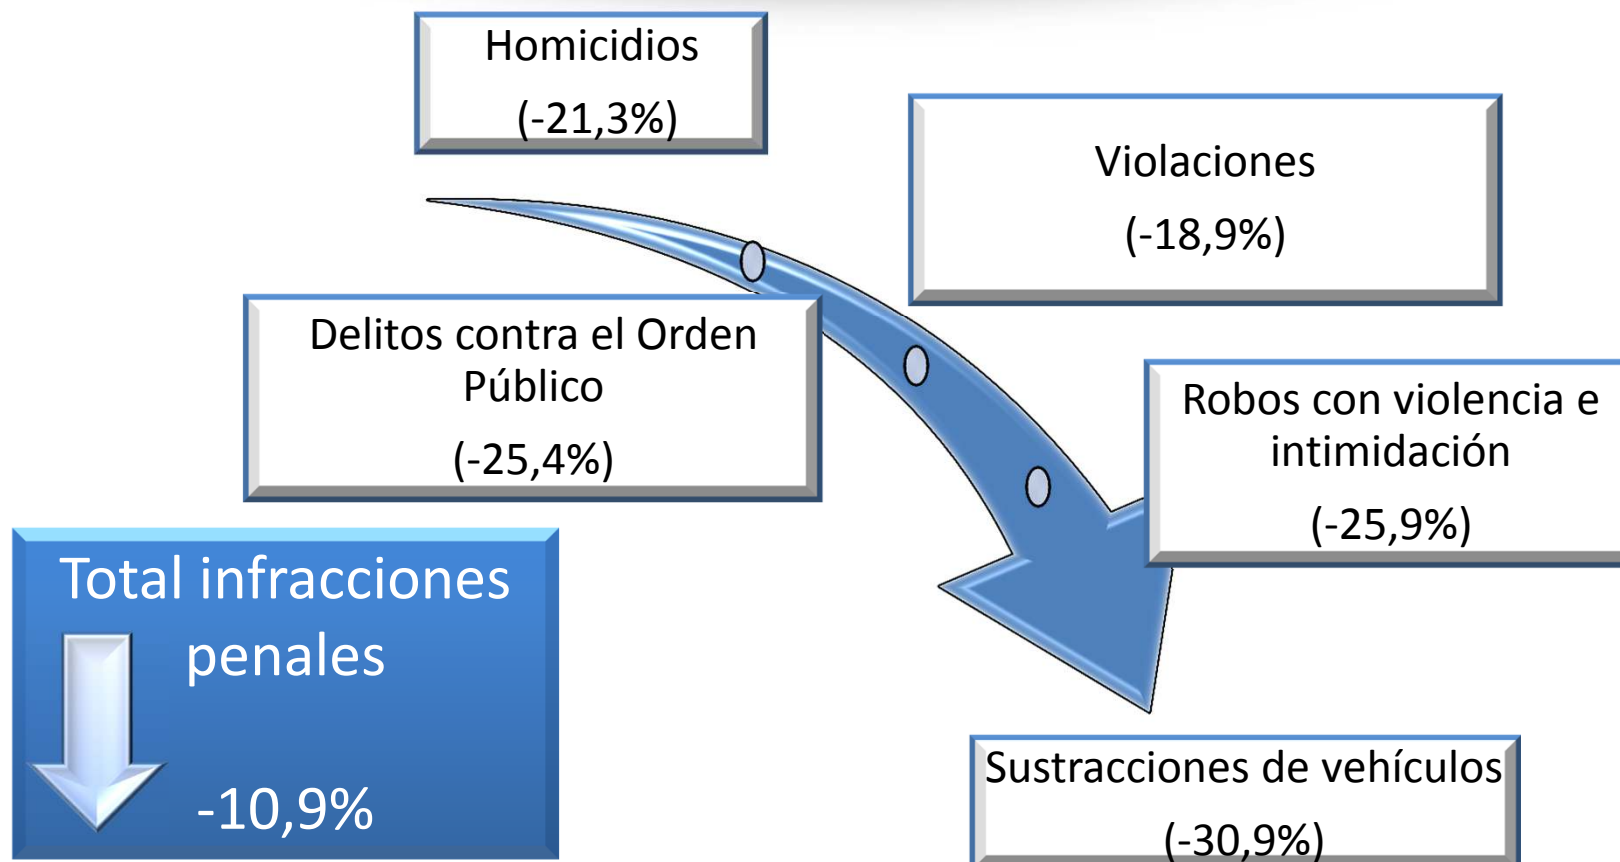 Homicidios
(-21,3%)
Violaciones
(-18,9%)
Delitos contra el Orden
Público
(-25,4%)
Robos con violencia e
intimidación
(-25,9%)
Total infracciones
penales
-10,9%
Sustracciones de vehículos
(-30,9%)